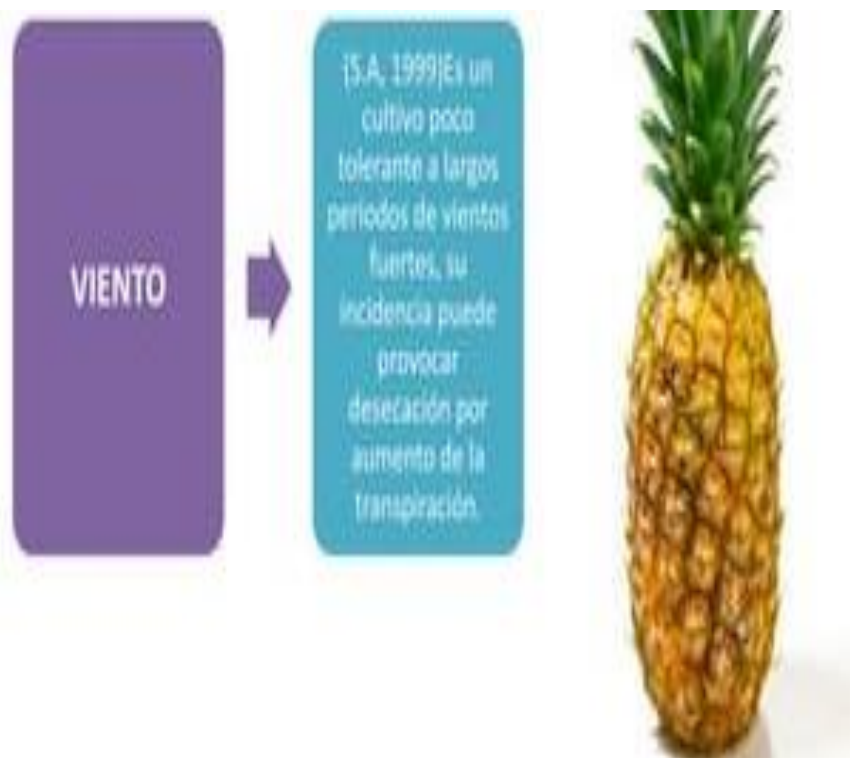 VIENTO
(S.A, 1999)Es un
cultivo poco
tolerante a largos
periodos de vientos
fuertes, su
incidencia puede
provocar
desecación por
aumento de la
transpiración.